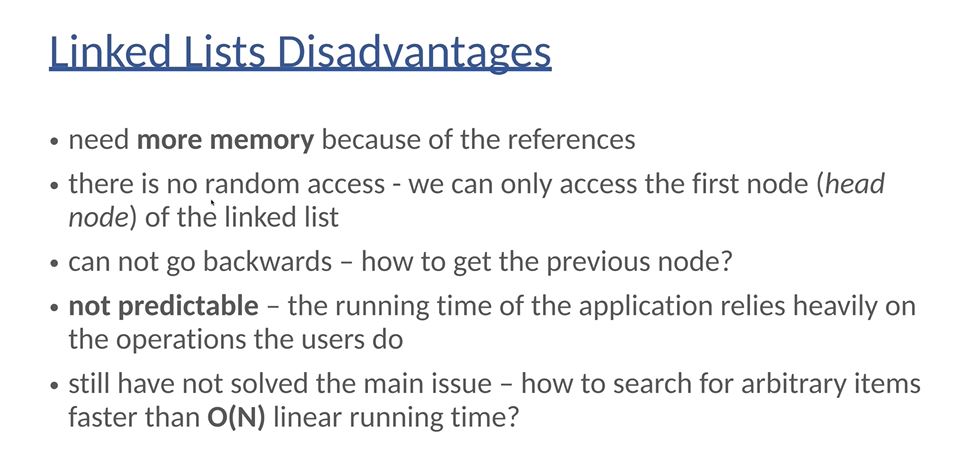 Linked Lists Disadvantages
• need more memory because of the references
• there is no random access - we can only access the first node (head
node) of the linked list
• can not go backwards – how to get the previous node?
• not predictable – the running time of the application relies heavily on
the operations the users do
• still have not solved the main issue – how to search for arbitrary items
faster than O(N) linear running time?